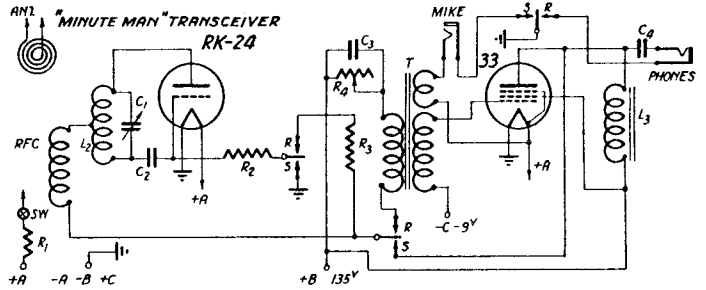 ANT.
"MINUTE MAN" TRANSCEIVER
RK-24
MIKE
S R
33
C4
PHONES
C3
R4
T
C1
L2
C2
RFC
R2
R
S
R3
+A
+A
L3
SW
R1
-C -9V
R
S
+A -A -B +C
+B 135V